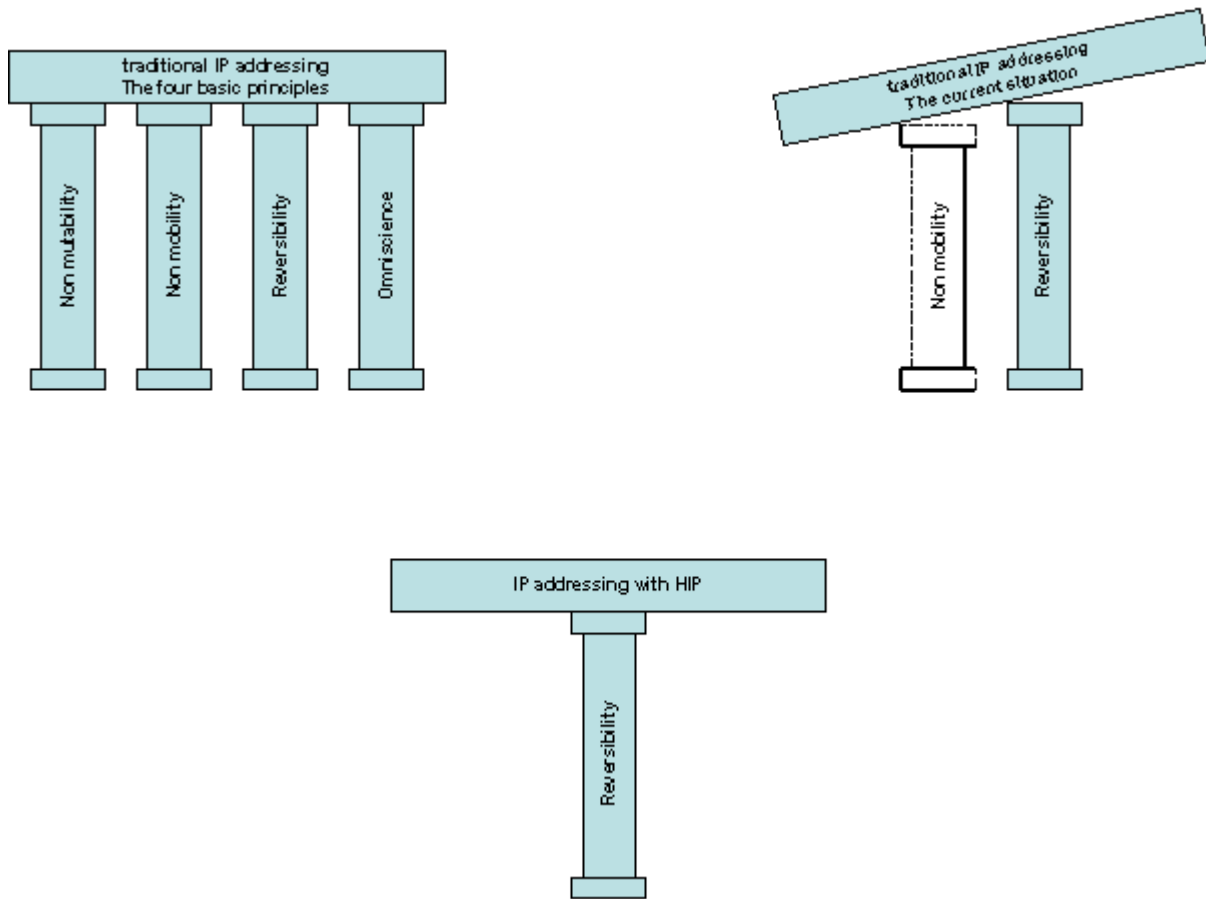 traditional IP addressing
The four basic principles
Non mutability
Non mobility
Reversibility
Omniscience
traditional IP addressing
The current situation
Non mobility
Reversibility
IP addressing with HIP
Reversibility